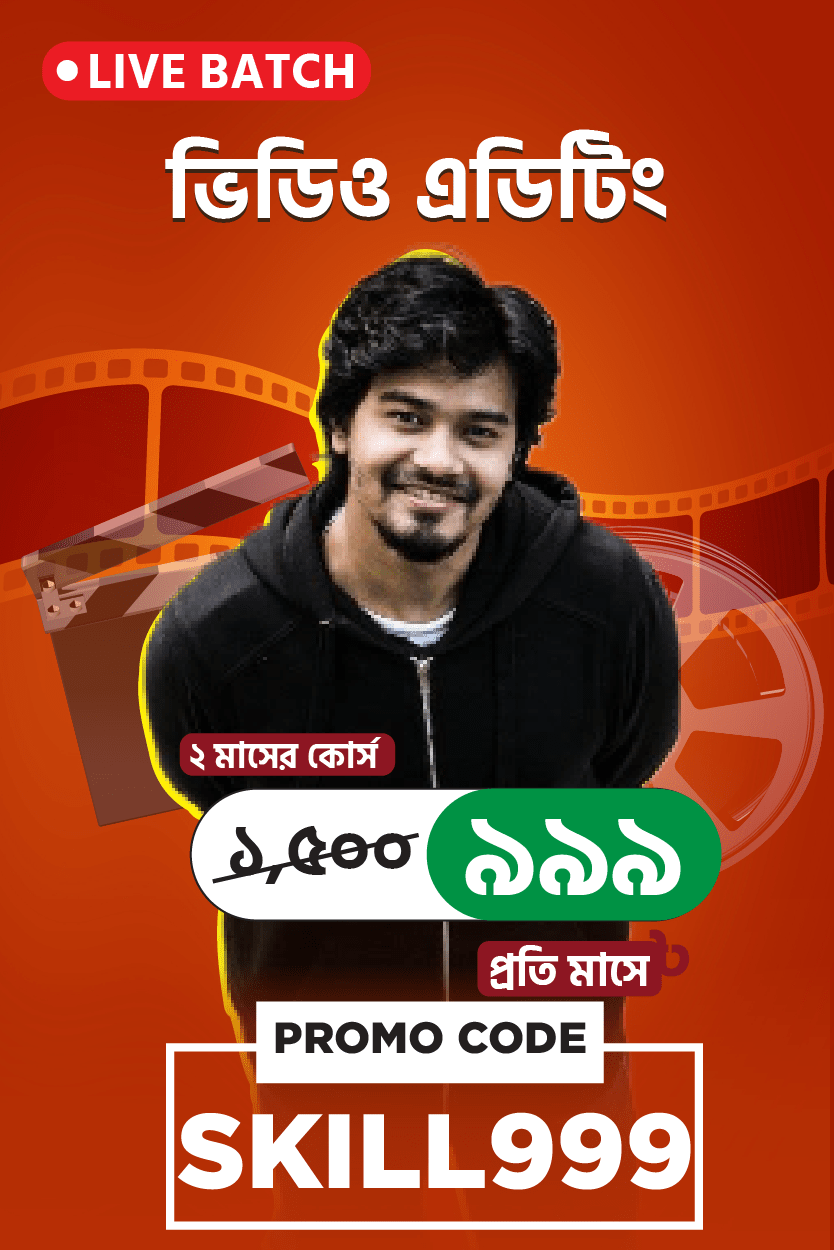 LIVE BATCH
ভিডিও এডিটিং
২ মাসের কোর্স
১,৫০০ ৯৯৯
৳
প্রতি মাসে
PROMO CODE
SKILL999